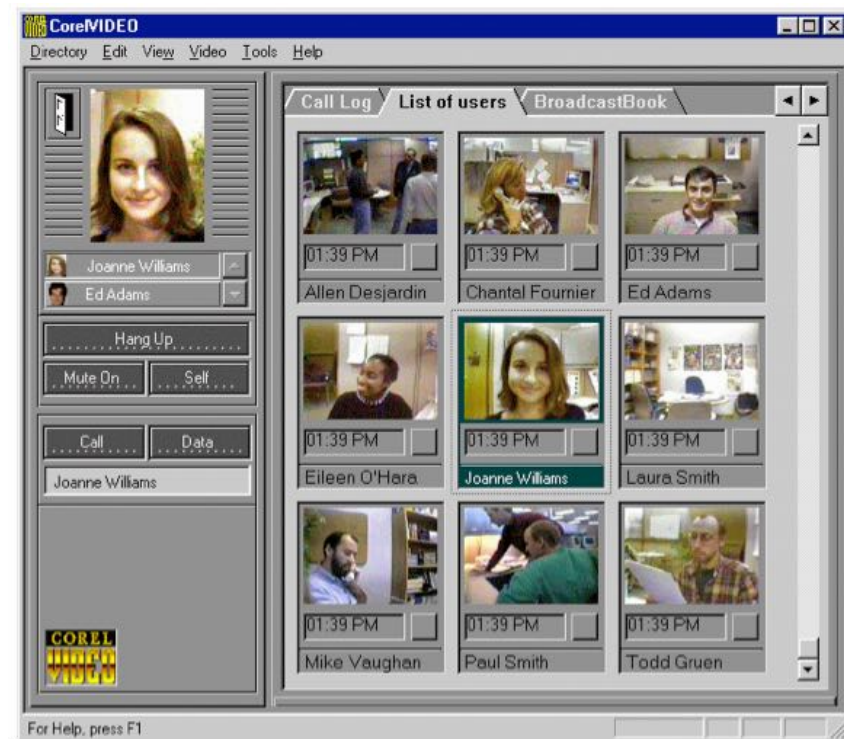 CorelVIDEO
Directory Edit View Video Tools Help
Call Log List of users BroadcastBook
Joanne Williams
Ed Adams
Hang Up
Mute On Self
Call Data
Joanne Williams
COREL
VIDEO
01:39 PM 01:39 PM 01:39 PM
Allen Desjardin Chantal Fournier Ed Adams
01:39 PM 01:39 PM 01:39 PM
Eileen O'Hara Joanne Williams Laura Smith
01:39 PM 01:39 PM 01:39 PM
Mike Vaughan Paul Smith Todd Gruen
For Help, press F1